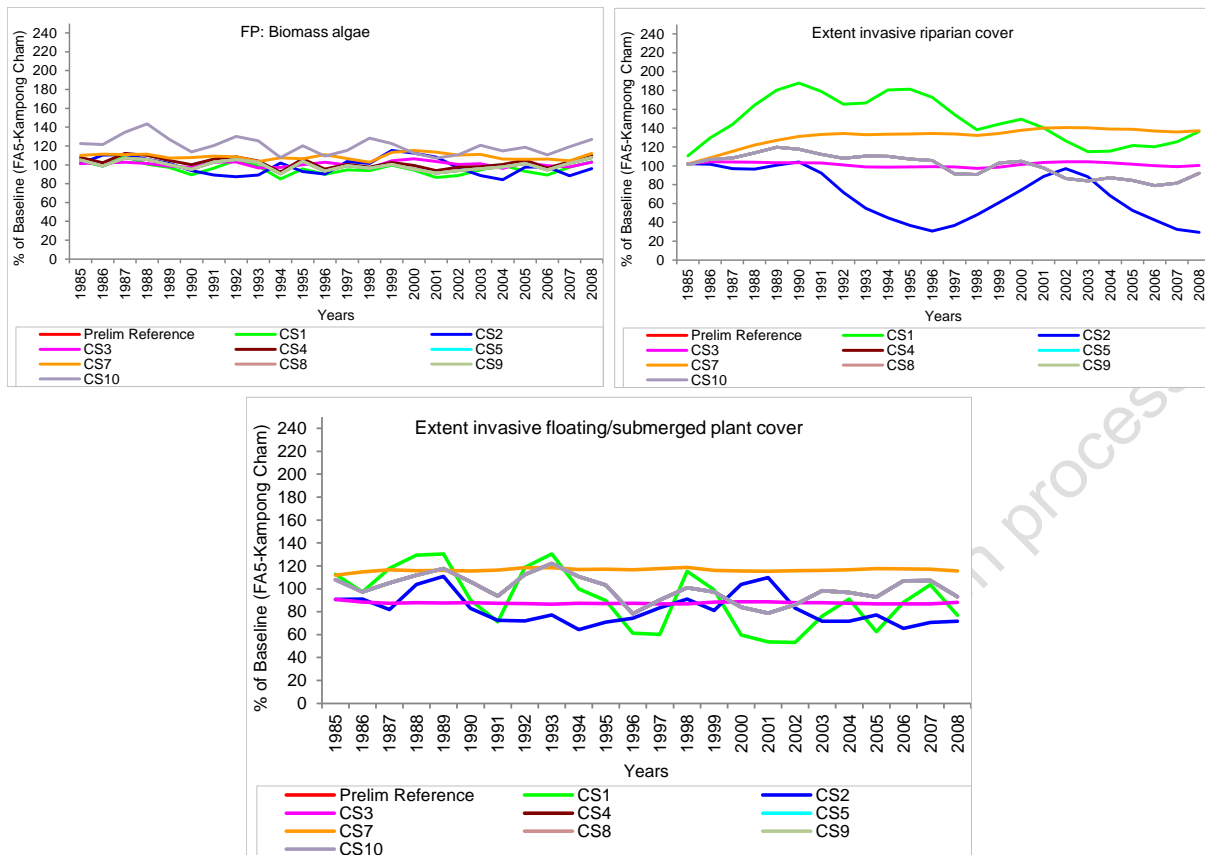 FP: Biomass algae
% of Baseline (FA5-Kampong Cham)
240
220
200
180
160
140
120
100
80
60
40
20
0
1985 1986 1987 1988 1989 1990 1991 1992 1993 1994 1995 1996 1997 1998 1999 2000 2001 2002 2003 2004 2005 2006 2007 2008
Years
Prelim Reference CS1 CS2
CS3 CS4 CS5
CS7 CS8 CS9
CS10
Extent invasive riparian cover
% of Baseline (FA5-Kampong Cham)
240
220
200
180
160
140
120
100
80
60
40
20
0
1985 1986 1987 1988 1989 1990 1991 1992 1993 1994 1995 1996 1997 1998 1999 2000 2001 2002 2003 2004 2005 2006 2007 2008
Years
Prelim Reference CS1 CS2
CS3 CS4 CS5
CS7 CS8 CS9
CS10
Extent invasive floating/submerged plant cover
% of Baseline (FA5-Kampong Cham)
240
220
200
180
160
140
120
100
80
60
40
20
0
1985 1986 1987 1988 1989 1990 1991 1992 1993 1994 1995 1996 1997 1998 1999 2000 2001 2002 2003 2004 2005 2006 2007 2008
Years
Prelim Reference CS1 CS2
CS3 CS4 CS5
CS7 CS8 CS9
CS10
process